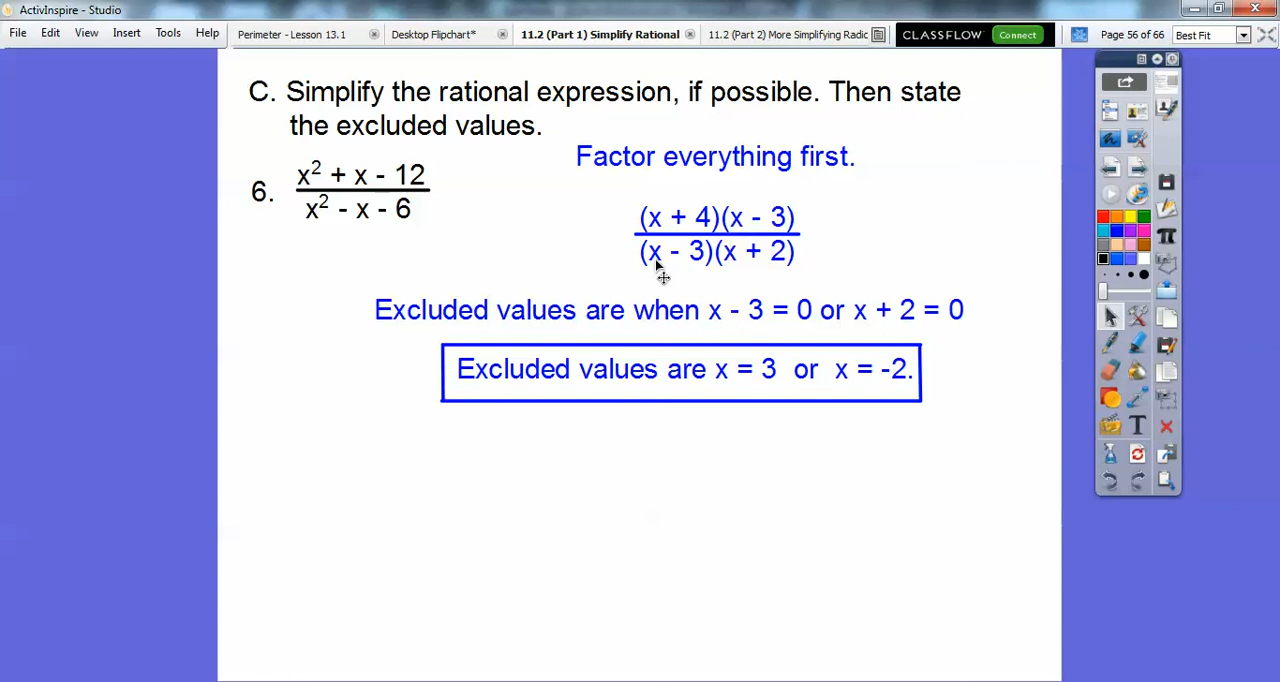 ActivInspire - Studio
File Edit View Insert Tools Help
Perimeter - Lesson 13.1
Desktop Flipchart*
11.2 (Part 1) Simplify Rational
11.2 (Part 2) More Simplifying Radic
CLASSFLOW Connect
Page 56 of 66
Best Fit
C. Simplify the rational expression, if possible. Then state
the excluded values.
Factor everything first.
6. x² + x - 12
x² - x - 6
(x + 4)(x - 3)
(x - 3)(x + 2)
Excluded values are when x - 3 = 0 or x + 2 = 0
Excluded values are x = 3 or x = -2.